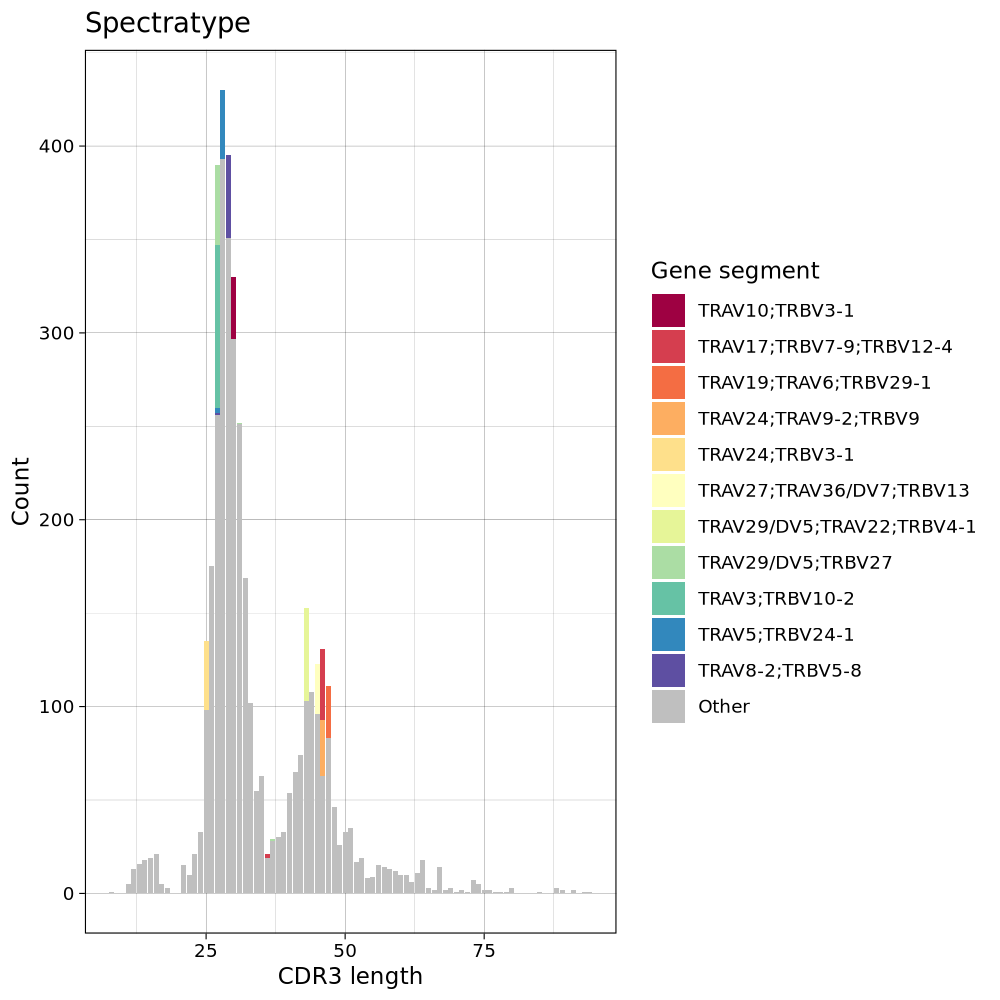 Spectratype
400
300
200
100
0
Count
25
50
75
CDR3 length
Gene segment
TRAV10;TRBV3-1
TRAV17;TRBV7-9;TRBV12-4
TRAV19;TRAV6;TRBV29-1
TRAV24;TRAV9-2;TRBV9
TRAV24;TRBV3-1
TRAV27;TRAV36/DV7;TRBV13
TRAV29/DV5;TRAV22;TRBV4-1
TRAV29/DV5;TRBV27
TRAV3;TRBV10-2
TRAV5;TRBV24-1
TRAV8-2;TRBV5-8
Other